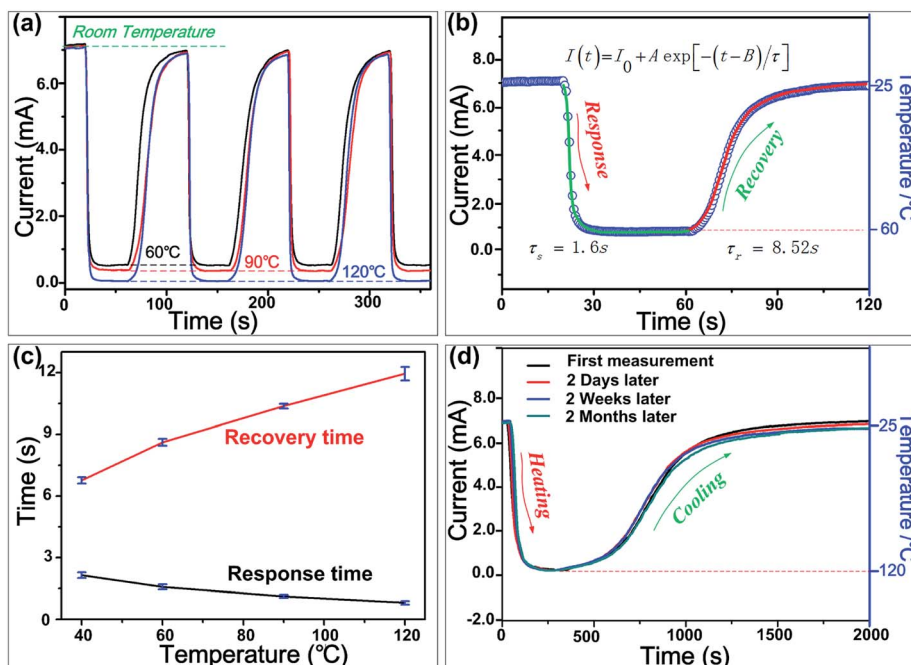 (a)
Room Temperature
60℃
90℃
120℃
Current (mA)
6.0
4.0
2.0
0.0
0
100
200
300
Time (s)
(b)
I(t)=I0+A exp[-(t-B)/τ]
Response
Recovery
τs = 1.6s
τr = 8.52s
Current (mA)
8.0
6.0
4.0
2.0
0.0
0
30
60
90
120
Time (s)
25
60
Temperature /℃
(c)
Recovery time
Response time
Time (s)
12
9
6
3
0
40
60
80
100
120
Temperature (℃)
(d)
First measurement
2 Days later
2 Weeks later
2 Months later
Heating
Cooling
Current (mA)
8.0
6.0
4.0
2.0
0.0
-2.0
0
500
1000
1500
2000
Time (s)
25
120
Temperature /℃